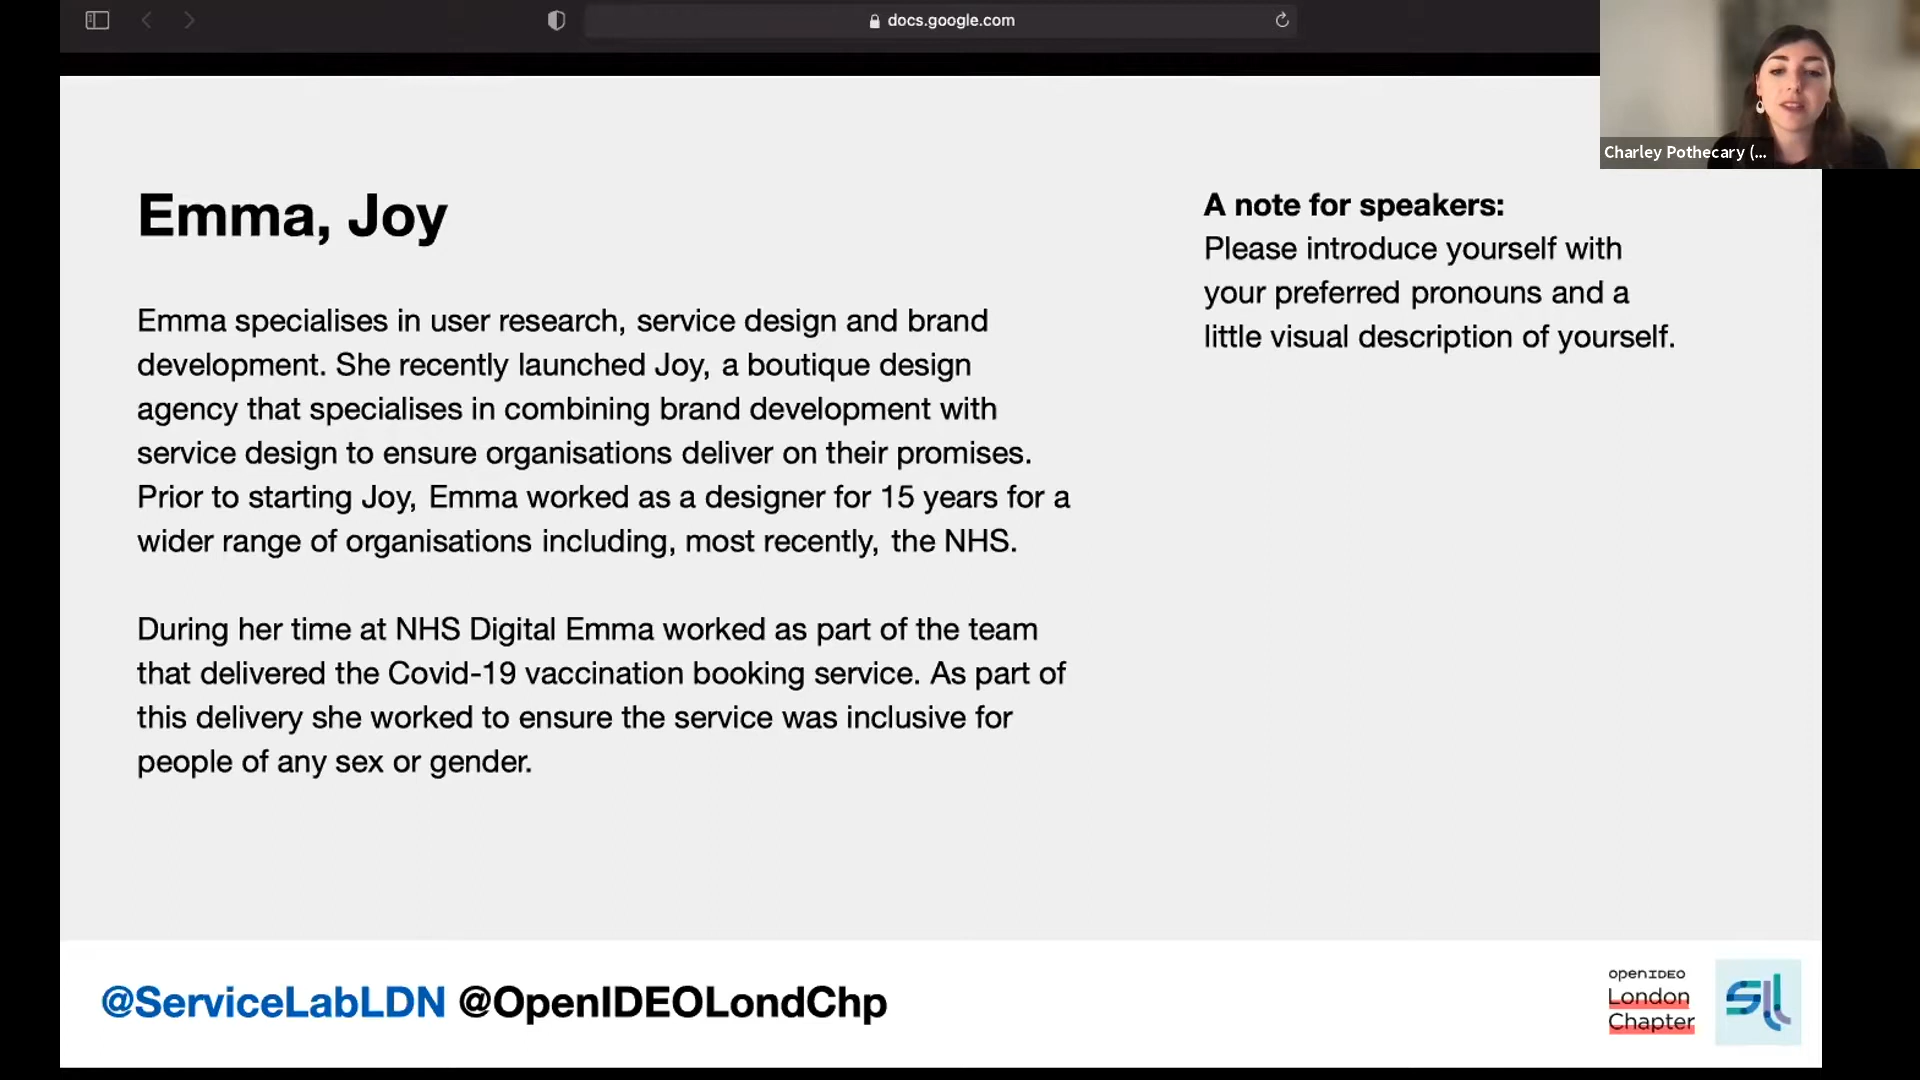 docs.google.com
Charley Pothecary (...
Emma, Joy
Emma specialises in user research, service design and brand
development. She recently launched Joy, a boutique design
agency that specialises in combining brand development with
service design to ensure organisations deliver on their promises.
Prior to starting Joy, Emma worked as a designer for 15 years for a
wider range of organisations including, most recently, the NHS.
During her time at NHS Digital Emma worked as part of the team
that delivered the Covid-19 vaccination booking service. As part of
this delivery she worked to ensure the service was inclusive for
people of any sex or gender.
A note for speakers:
Please introduce yourself with
your preferred pronouns and a
little visual description of yourself.
@ServiceLabLDN @OpenIDEOLondChp
OPENIDEO
London
Chapter
SLL